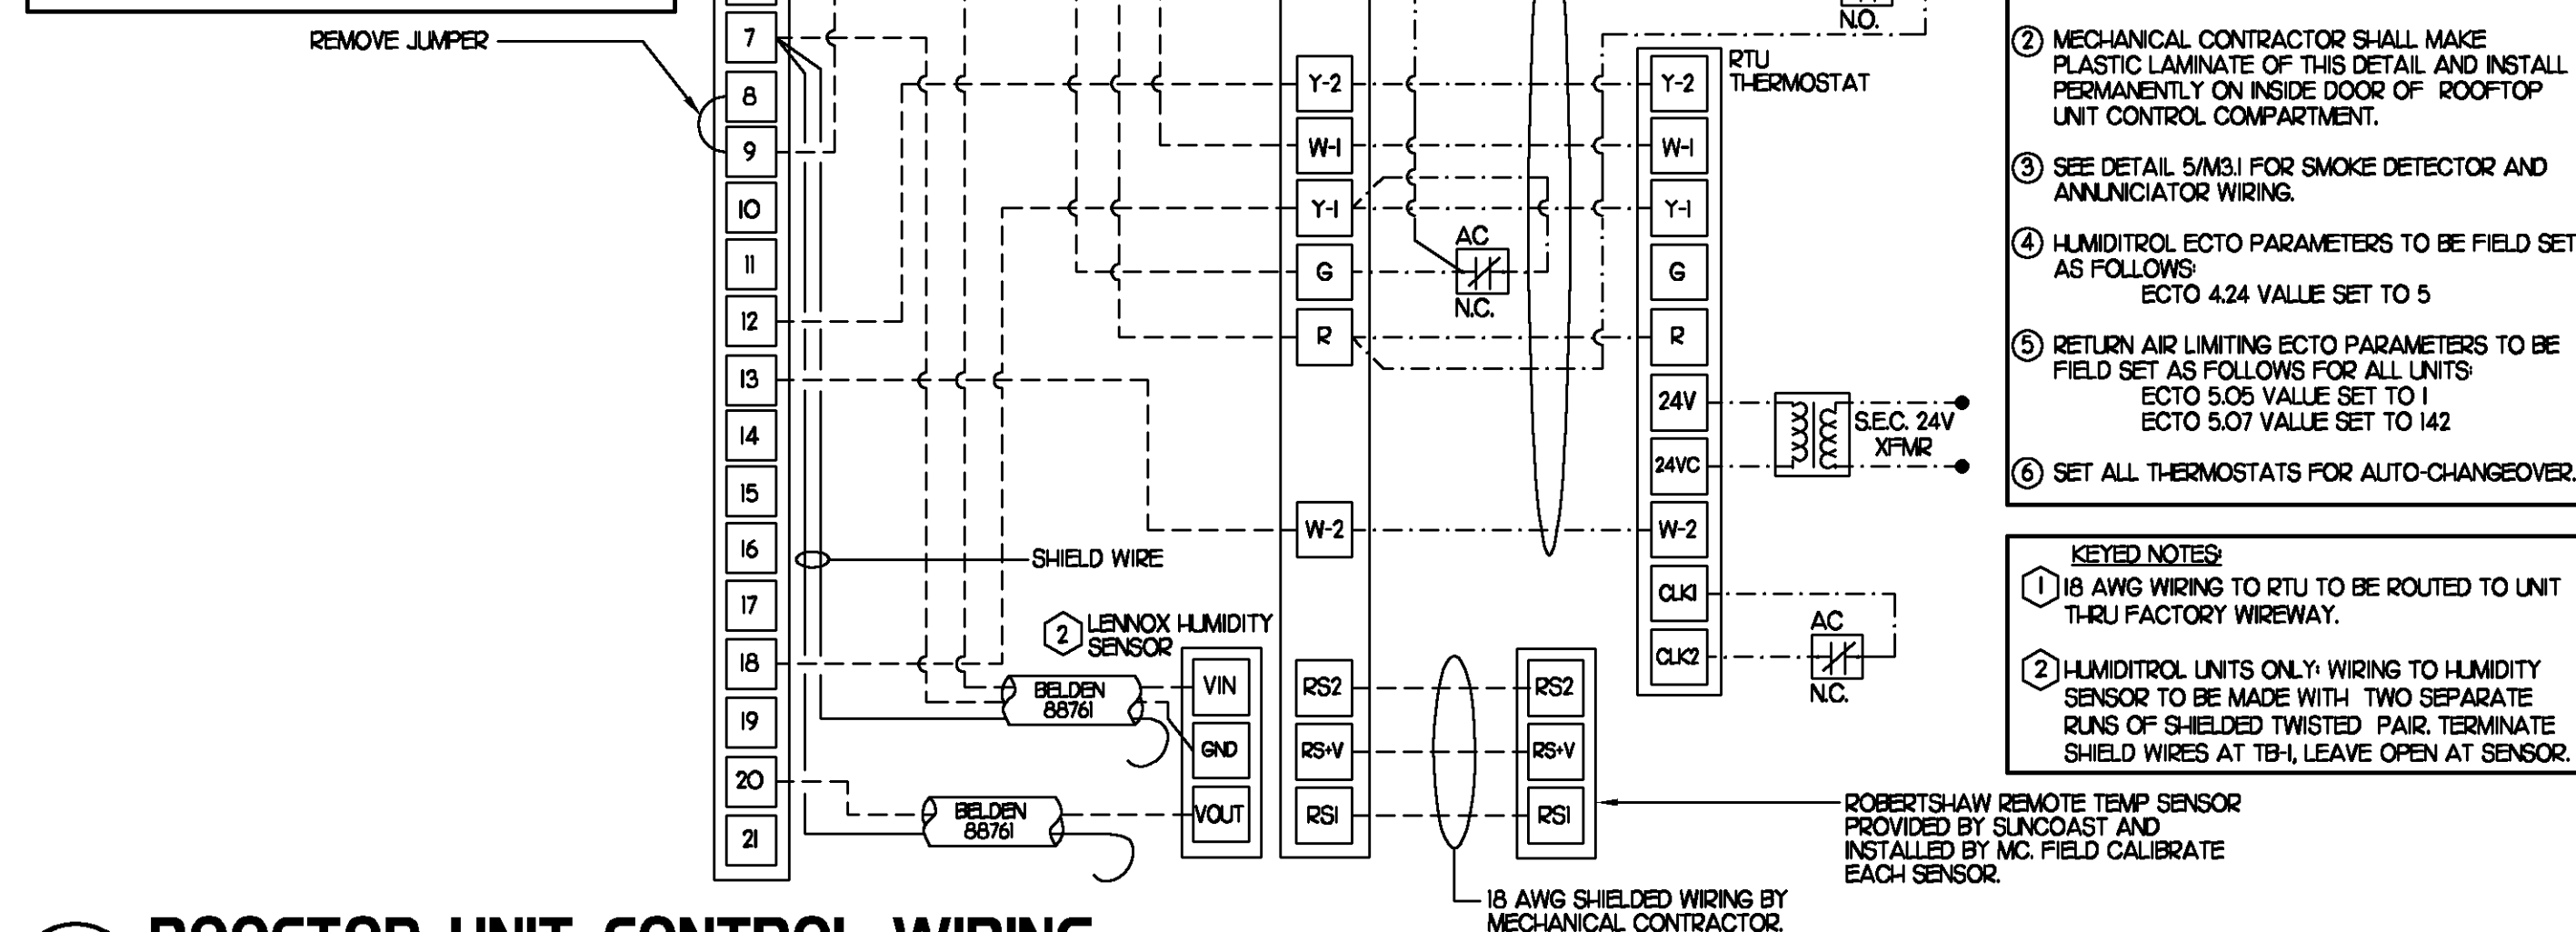 REMOVE JUMPER
7
8
9
10
11
12
13
14
15
16
17
18
19
20
21
SHIELD WIRE
2 LENNOX HUMIDITY
SENSOR
BELDEN
88761
BELDEN
88761
VIN
GND
VOUT
Y-2
W-1
Y-1
G
R
W-2
RS2
RS+V
RS1
AC
N.C.
RS2
RS+V
RS1
18 AWG SHIELDED WIRING BY
MECHANICAL CONTRACTOR.
N.O.
RTU
THERMOSTAT
Y-2
W-1
Y-1
G
R
24V
24VC
W-2
CLK1
CLK2
S.E.C. 24V
XFMR
AC
N.C.
ROBERTSHAW REMOTE TEMP SENSOR
PROVIDED BY SUNCOAST AND
INSTALLED BY MC. FIELD CALIBRATE
EACH SENSOR.
2 MECHANICAL CONTRACTOR SHALL MAKE
PLASTIC LAMINATE OF THIS DETAIL AND INSTALL
PERMANENTLY ON INSIDE DOOR OF ROOFTOP
UNIT CONTROL COMPARTMENT.
3 SEE DETAIL 5/M3.1 FOR SMOKE DETECTOR AND
ANNUNICIATOR WIRING.
4 HUMIDITROL ECTO PARAMETERS TO BE FIELD SET
AS FOLLOWS:
ECTO 4.24 VALUE SET TO 5
5 RETURN AIR LIMITING ECTO PARAMETERS TO BE
FIELD SET AS FOLLOWS FOR ALL UNITS:
ECTO 5.05 VALUE SET TO 1
ECTO 5.07 VALUE SET TO 142
6 SET ALL THERMOSTATS FOR AUTO-CHANGEOVER.
KEYED NOTES:
1 18 AWG WIRING TO RTU TO BE ROUTED TO UNIT
THRU FACTORY WIREWAY.
2 HUMIDITROL UNITS ONLY: WIRING TO HUMIDITY
SENSOR TO BE MADE WITH TWO SEPARATE
RUNS OF SHIELDED TWISTED PAIR. TERMINATE
SHIELD WIRES AT TB-1, LEAVE OPEN AT SENSOR.
ROOFTOP UNIT CONTROL WIRING